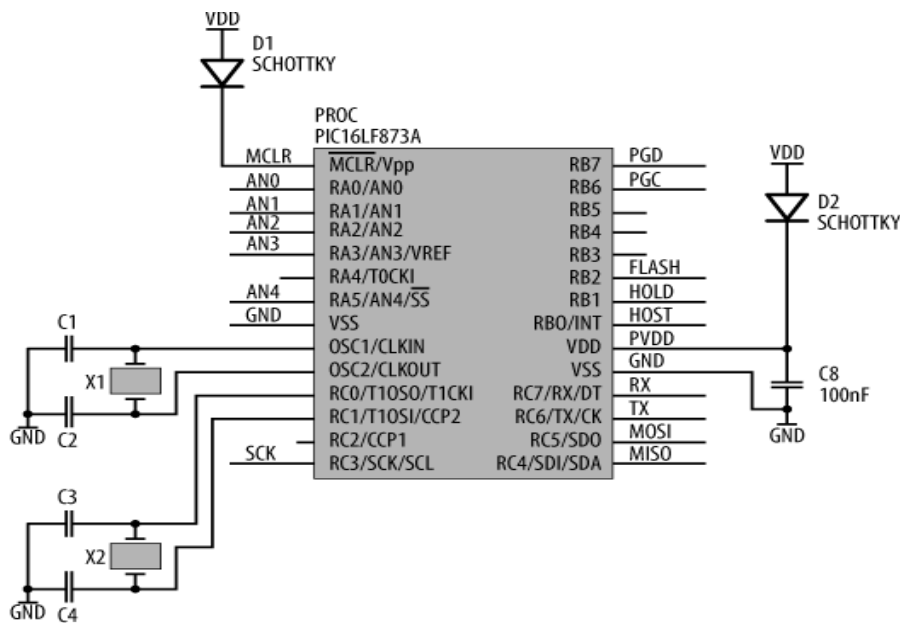 VDD
D1
SCHOTTKY
PROC
PIC16LF873A
MCLR
MCLR/Vpp
RB7
PGD
AN0
RA0/AN0
RB6
PGC
AN1
RA1/AN1
RB5
AN2
RA2/AN2
RB4
AN3
RA3/AN3/VREF
RB3
RA4/T0CKI
RB2
FLASH
AN4
RA5/AN4/SS
RB1
HOLD
GND
VSS
RBO/INT
HOST
OSC1/CLKIN
VDD
PVDD
OSC2/CLKOUT
VSS
GND
RC0/T1OSO/T1CKI
RC7/RX/DT
RX
RC1/T1OSI/CCP2
RC6/TX/CK
TX
RC2/CCP1
RC5/SDO
MOSI
SCK
RC3/SCK/SCL
RC4/SDI/SDA
MISO
VDD
D2
SCHOTTKY
C8
100nF
GND
C1
X1
C2
GND
C3
X2
C4
GND